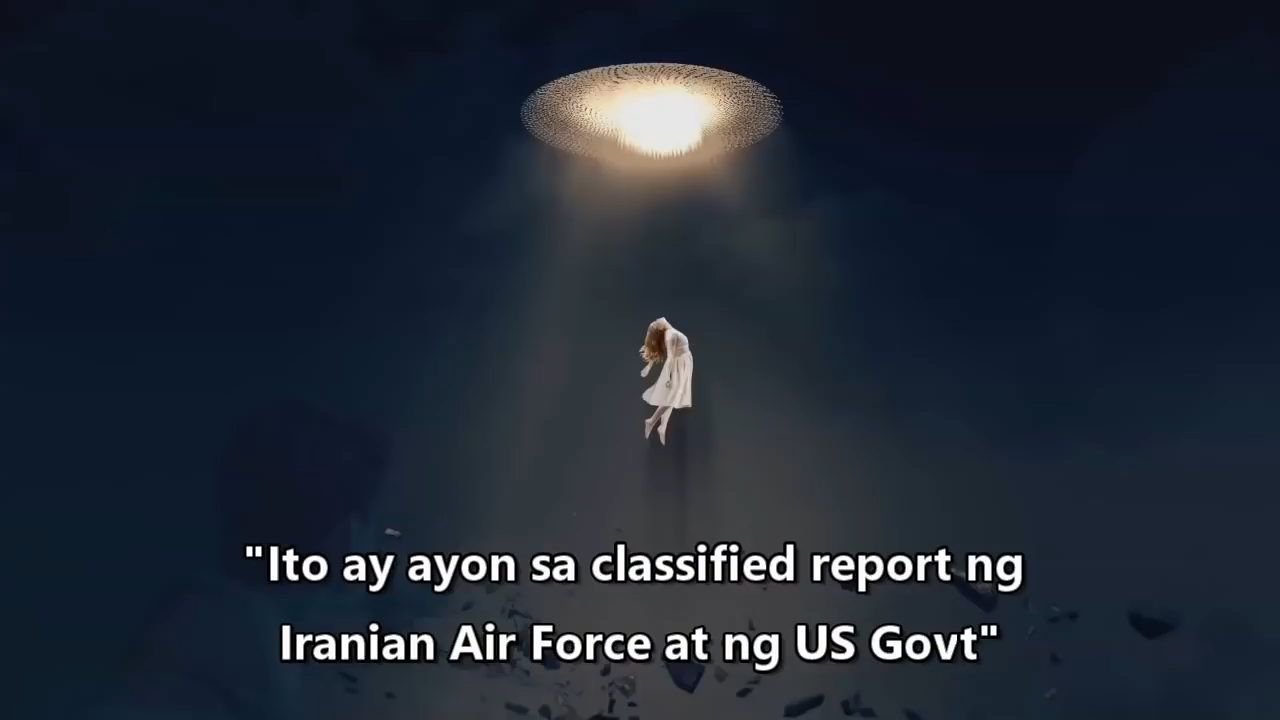 "Ito ay ayon sa classified report ng
Iranian Air Force at ng US Govt"